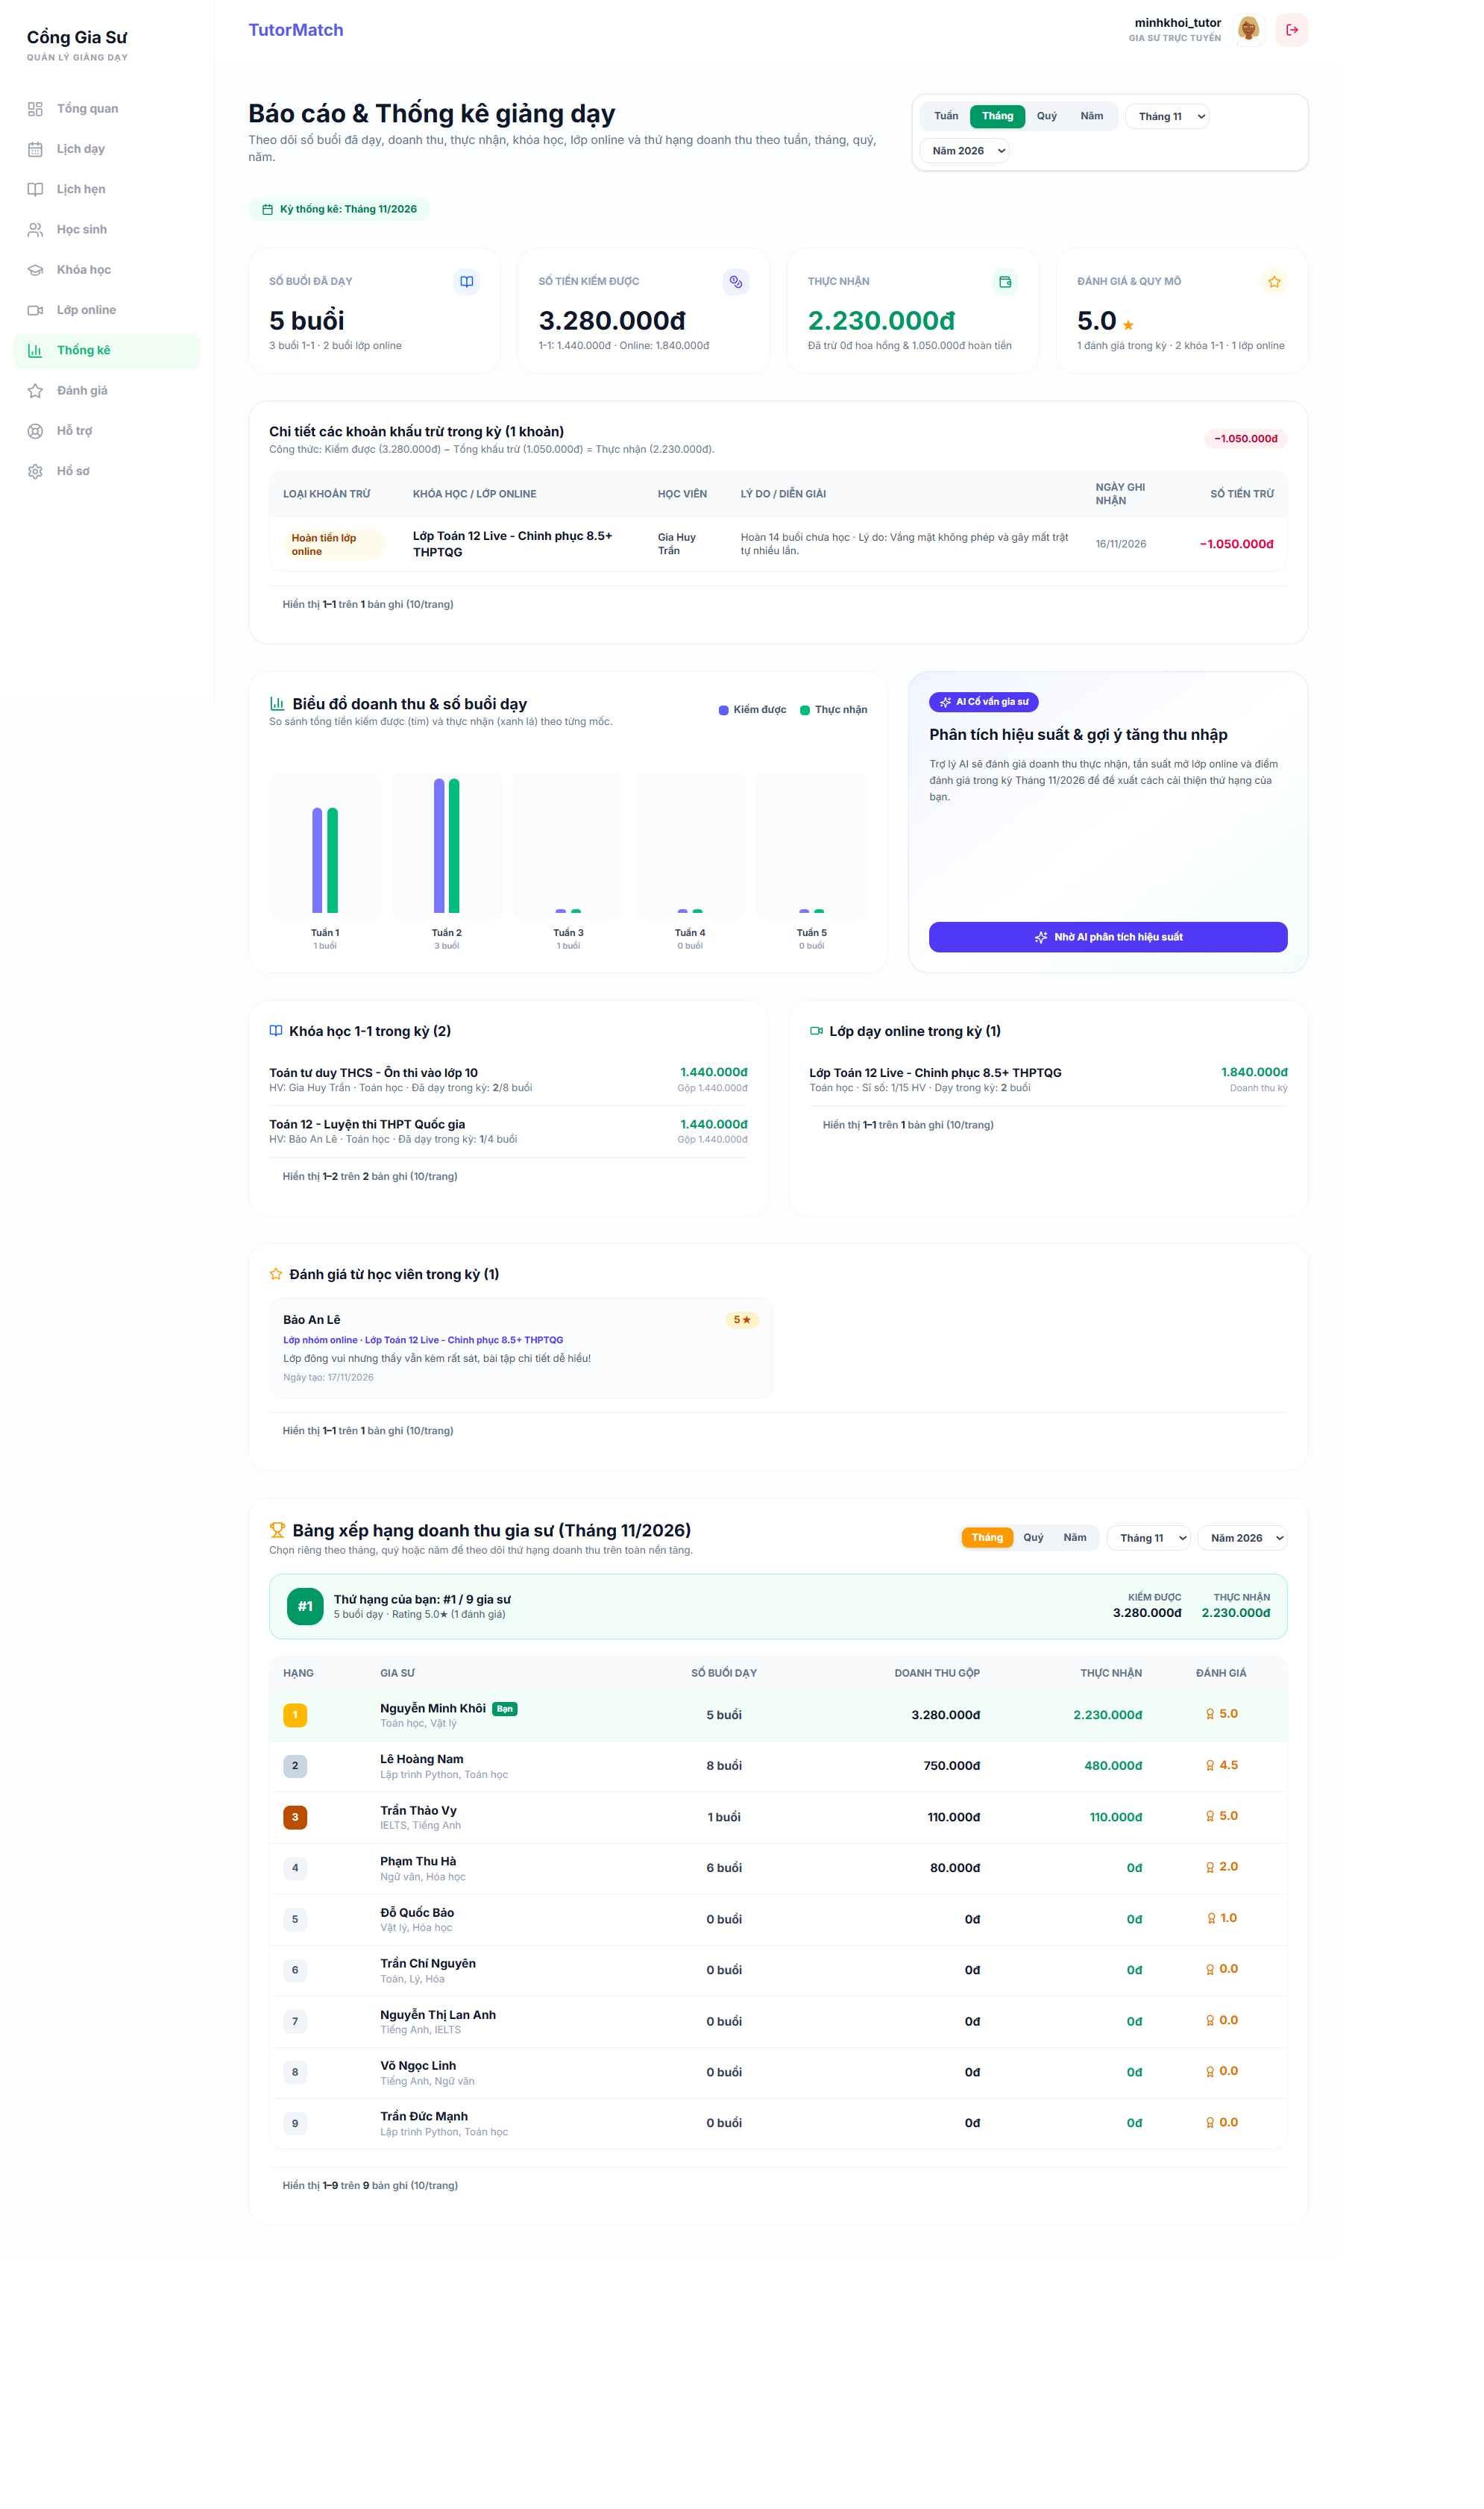 Cổng Gia Sư
QUẢN LÝ GIẢNG DẠY
Tổng quan
Lịch dạy
Lịch hẹn
Học sinh
Khóa học
Lớp online
Thống kê
Đánh giá
Hỗ trợ
Hồ sơ
TutorMatch
minhkhoi_tutor
GIA SƯ TRỰC TUYẾN
Báo cáo & Thống kê giảng dạy
Theo dõi số buổi đã dạy, doanh thu, thực nhận, khóa học, lớp online và thứ hạng doanh thu theo tuần, tháng, quý,
năm.
Tuần Tháng Quý Năm Tháng 11
Năm 2026
Kỳ thống kê: Tháng 11/2026
SỐ BUỔI ĐÃ DẠY
5 buổi
3 buổi 1-1 · 2 buổi lớp online
SỐ TIỀN KIẾM ĐƯỢC
3.280.000đ
1-1: 1.440.000đ · Online: 1.840.000đ
THỰC NHẬN
2.230.000đ
Đã trừ 0đ hoa hồng & 1.050.000đ hoàn tiền
ĐÁNH GIÁ & QUY MÔ
5.0 ★
1 đánh giá trong kỳ · 2 khóa 1-1 · 1 lớp online
Chi tiết các khoản khấu trừ trong kỳ (1 khoản)
Công thức: Kiếm được (3.280.000đ) − Tổng khấu trừ (1.050.000đ) = Thực nhận (2.230.000đ).
−1.050.000đ
LOẠI KHOẢN TRỪ KHÓA HỌC / LỚP ONLINE HỌC VIÊN LÝ DO / DIỄN GIẢI NGÀY GHI NHẬN SỐ TIỀN TRỪ
Hoàn tiền lớp online
Lớp Toán 12 Live - Chinh phục 8.5+ THPTQG
Gia Huy Trần
Hoàn 14 buổi chưa học · Lý do: Vắng mặt không phép và gây mất trật
tự nhiều lần.
16/11/2026
−1.050.000đ
Hiển thị 1–1 trên 1 bản ghi (10/trang)
Biểu đồ doanh thu & số buổi dạy
So sánh tổng tiền kiếm được (tím) và thực nhận (xanh lá) theo từng mốc.
Kiếm được Thực nhận
Tuần 1 Tuần 2 Tuần 3 Tuần 4 Tuần 5
1 buổi 3 buổi 1 buổi 0 buổi 0 buổi
AI Cố vấn gia sư
Phân tích hiệu suất & gợi ý tăng thu nhập
Trợ lý AI sẽ đánh giá doanh thu thực nhận, tần suất mở lớp online và điểm
đánh giá trong kỳ Tháng 11/2026 để đề xuất cách cải thiện thứ hạng của
bạn.
Nhờ AI phân tích hiệu suất
Khóa học 1-1 trong kỳ (2)
Toán tư duy THCS - Ôn thi vào lớp 10 1.440.000đ
HV: Gia Huy Trần · Toán học · Đã dạy trong kỳ: 2/8 buổi Gộp 1.440.000đ
Toán 12 - Luyện thi THPT Quốc gia 1.440.000đ
HV: Bảo An Lê · Toán học · Đã dạy trong kỳ: 1/4 buổi Gộp 1.440.000đ
Hiển thị 1–2 trên 2 bản ghi (10/trang)
Lớp dạy online trong kỳ (1)
Lớp Toán 12 Live - Chinh phục 8.5+ THPTQG 1.840.000đ
Toán học · Sĩ số: 1/15 HV · Dạy trong kỳ: 2 buổi Doanh thu kỳ
Hiển thị 1–1 trên 1 bản ghi (10/trang)
Đánh giá từ học viên trong kỳ (1)
Bảo An Lê 5 ★
Lớp nhóm online · Lớp Toán 12 Live - Chinh phục 8.5+ THPTQG
Lớp đông vui nhưng thầy vẫn kèm rất sát, bài tập chi tiết dễ hiểu!
Ngày tạo: 17/11/2026
Hiển thị 1–1 trên 1 bản ghi (10/trang)
Bảng xếp hạng doanh thu gia sư (Tháng 11/2026)
Chọn riêng theo tháng, quý hoặc năm để theo dõi thứ hạng doanh thu trên toàn nền tảng.
Tháng Quý Năm Tháng 11 Năm 2026
#1
Thứ hạng của bạn: #1 / 9 gia sư
5 buổi dạy · Rating 5.0★ (1 đánh giá)
KIẾM ĐƯỢC THỰC NHẬN
3.280.000đ 2.230.000đ
HẠNG GIA SƯ SỐ BUỔI DẠY DOANH THU GỘP THỰC NHẬN ĐÁNH GIÁ
1 Nguyễn Minh Khôi Bạn 5 buổi 3.280.000đ 2.230.000đ 5.0
Toán học, Vật lý
2 Lê Hoàng Nam 8 buổi 750.000đ 480.000đ 4.5
Lập trình Python, Toán học
3 Trần Thảo Vy 1 buổi 110.000đ 110.000đ 5.0
IELTS, Tiếng Anh
4 Phạm Thu Hà 6 buổi 80.000đ 0đ 2.0
Ngữ văn, Hóa học
5 Đỗ Quốc Bảo 0 buổi 0đ 0đ 1.0
Vật lý, Hóa học
6 Trần Chí Nguyên 0 buổi 0đ 0đ 0.0
Toán, Lý, Hóa
7 Nguyễn Thị Lan Anh 0 buổi 0đ 0đ 0.0
Tiếng Anh, IELTS
8 Võ Ngọc Linh 0 buổi 0đ 0đ 0.0
Tiếng Anh, Ngữ văn
9 Trần Đức Mạnh 0 buổi 0đ 0đ 0.0
Lập trình Python, Toán học
Hiển thị 1–9 trên 9 bản ghi (10/trang)